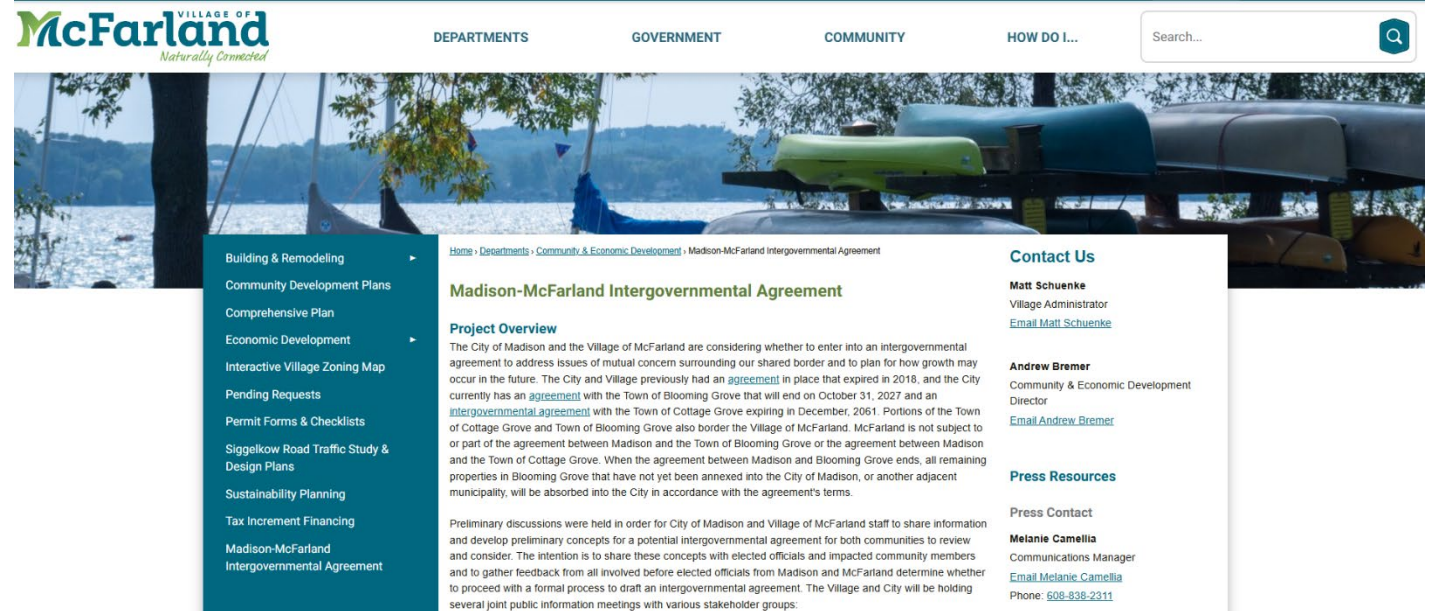 VILLAGE OF
McFarland
Naturally Connected
DEPARTMENTS
GOVERNMENT
COMMUNITY
HOW DO I...
Search...
Building & Remodeling
Community Development Plans
Comprehensive Plan
Economic Development
Interactive Village Zoning Map
Pending Requests
Permit Forms & Checklists
Siggelkow Road Traffic Study &
Design Plans
Sustainability Planning
Tax Increment Financing
Madison-McFarland
Intergovernmental Agreement
Home › Departments › Community & Economic Development › Madison-McFarland Intergovernmental Agreement
Madison-McFarland Intergovernmental Agreement
Project Overview
The City of Madison and the Village of McFarland are considering whether to enter into an intergovernmental
agreement to address issues of mutual concern surrounding our shared border and to plan for how growth may
occur in the future. The City and Village previously had an agreement in place that expired in 2018, and the City
currently has an agreement with the Town of Blooming Grove that will end on October 31, 2027 and an
intergovernmental agreement with the Town of Cottage Grove expiring in December, 2061. Portions of the Town
of Cottage Grove and Town of Blooming Grove also border the Village of McFarland. McFarland is not subject to
or part of the agreement between Madison and the Town of Blooming Grove or the agreement between Madison
and the Town of Cottage Grove. When the agreement between Madison and Blooming Grove ends, all remaining
properties in Blooming Grove that have not yet been annexed into the City of Madison, or another adjacent
municipality, will be absorbed into the City in accordance with the agreement's terms.
Preliminary discussions were held in order for City of Madison and Village of McFarland staff to share information
and develop preliminary concepts for a potential intergovernmental agreement for both communities to review
and consider. The intention is to share these concepts with elected officials and impacted community members
and to gather feedback from all involved before elected officials from Madison and McFarland determine whether
to proceed with a formal process to draft an intergovernmental agreement. The Village and City will be holding
several joint public information meetings with various stakeholder groups:
Contact Us
Matt Schuenke
Village Administrator
Email Matt Schuenke
Andrew Bremer
Community & Economic Development
Director
Email Andrew Bremer
Press Resources
Press Contact
Melanie Camellia
Communications Manager
Email Melanie Camellia
Phone: 608-838-2311